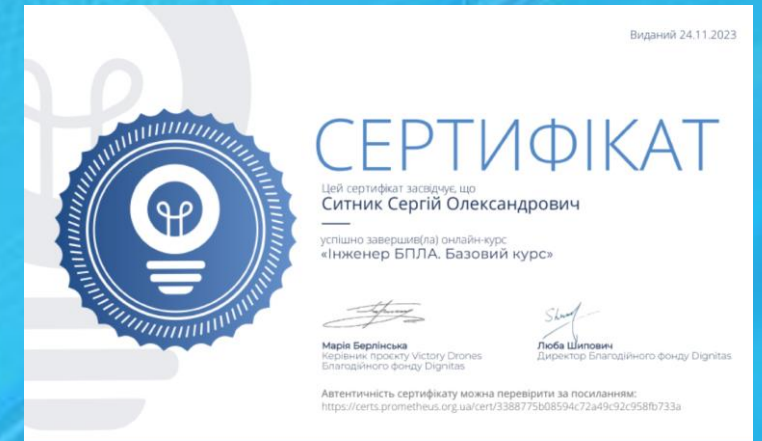 Виданий 24.11.2023
СЕРТИФІКАТ
Цей сертифікат засвідчує, що
Ситник Сергій Олександрович
успішно завершив(ла) онлайн-курс
«Інженер БПЛА. Базовий курс»
Марія Берлінська
Керівник проєкту Victory Drones
Благодійного фонду Dignitas
Люба Шипович
Директор Благодійного фонду Dignitas
Автентичність сертифікату можна перевірити за посиланням:
https://certs.prometheus.org.ua/cert/3388775b08594c72a49c92c958fb733a